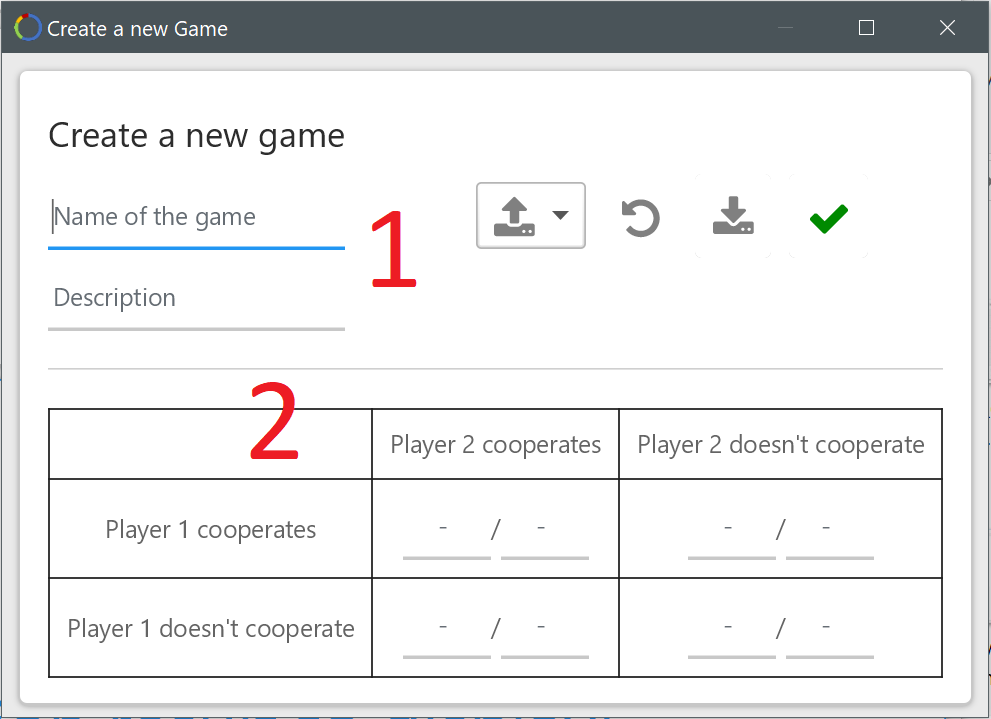 Create a new Game
Create a new game
Name of the game
1
Description
2
Player 2 cooperates
Player 2 doesn't cooperate
Player 1 cooperates
- / -
- / -
Player 1 doesn't cooperate
- / -
- / -